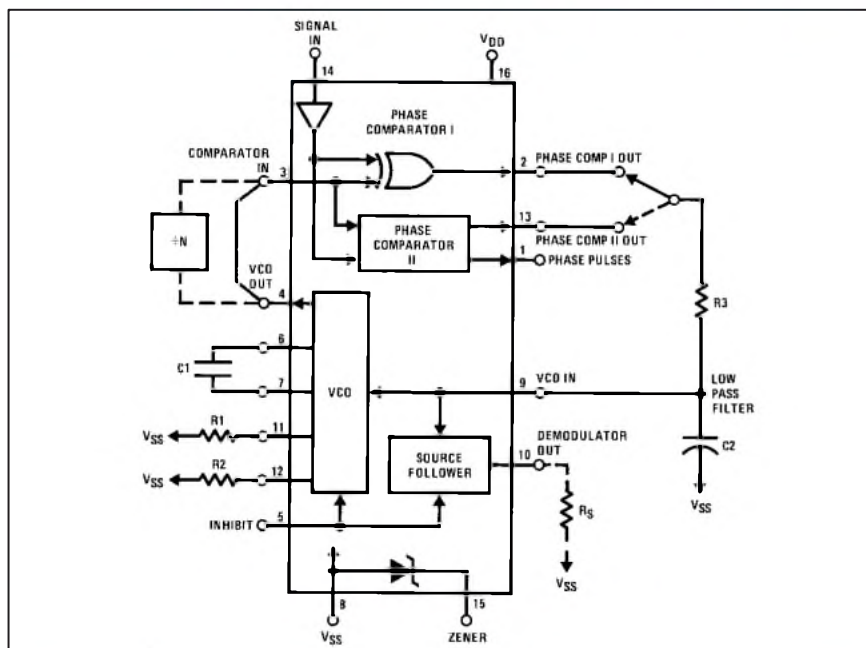 SIGNAL
IN
14
VDD
16
PHASE
COMPARATOR I
COMPARATOR
IN
3
2
PHASE COMP I OUT
13
PHASE COMP II OUT
PHASE
COMPARATOR
II
1
PHASE PULSES
÷N
VCO
OUT
4
R3
6
C1
7
VCO
9
VCO IN
LOW
PASS
FILTER
R1
11
VSS
R2
12
VSS
SOURCE
FOLLOWER
10
DEMODULATOR
OUT
C2
VSS
RS
INHIBIT
5
VSS
8
VSS
15
ZENER